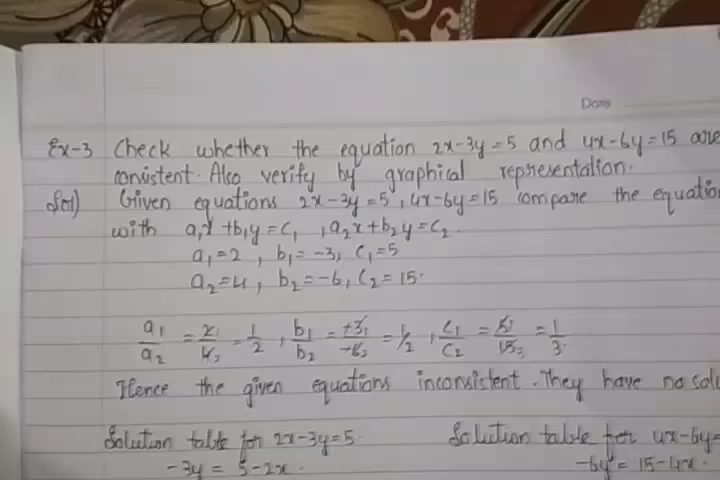 Date
Ex-3 Check whether the equation 2x-3y=5 and 4x-6y=15 are
consistent. Also verify by graphical representation.
Sol) Given equations 2x-3y=5, 4x-6y=15 compare the equation
with a₁x+b₁y=c₁, a₂x+b₂y=c₂.
a₁=2, b₁=-3, c₁=5
a₂=4, b₂=-6, c₂=15.
a₁/a₂ = 2/4 = 1/2, b₁/b₂ = -3/-6 = 1/2, c₁/c₂ = 5/15 = 1/3.
Hence the given equations inconsistent. They have no
Solution table for 2x-3y=5. Solution table for 4x-6y=
-3y = 5-2x. -6y = 15-4x.